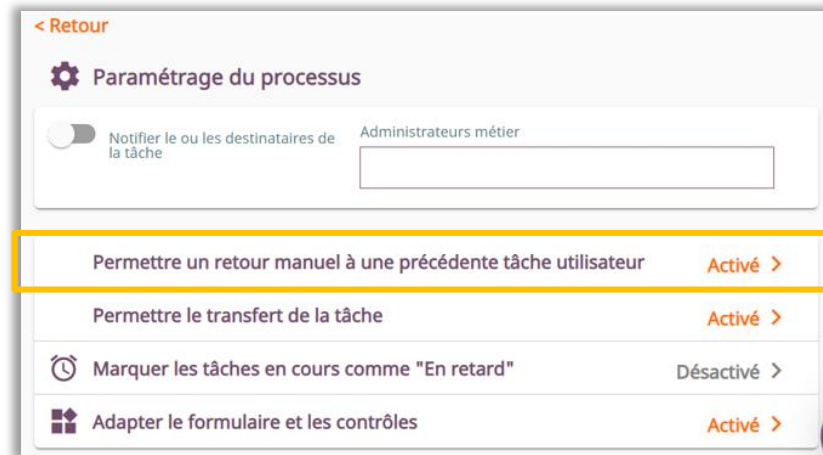 < Retour
Paramétrage du processus
Notifier le ou les destinataires de
la tâche
Administrateurs métier
Permettre un retour manuel à une précédente tâche utilisateur Activé >
Permettre le transfert de la tâche Activé >
Marquer les tâches en cours comme "En retard" Désactivé >
Adapter le formulaire et les contrôles Activé >